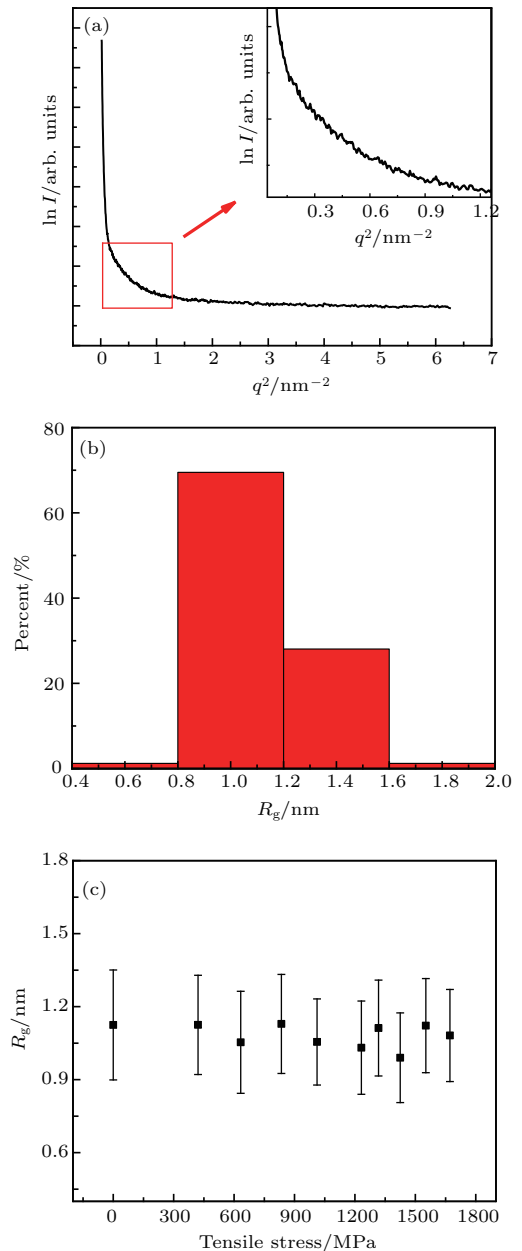 (a)
ln I/arb. units
ln I/arb. units
0.3 0.6 0.9 1.2
q²/nm⁻²
0 1 2 3 4 5 6 7
q²/nm⁻²
(b)
Percent/%
80
60
40
20
0
0.4 0.6 0.8 1.0 1.2 1.4 1.6 1.8 2.0
Rg/nm
(c)
Rg/nm
1.8
1.5
1.2
0.9
0.6
0 300 600 900 1200 1500 1800
Tensile stress/MPa